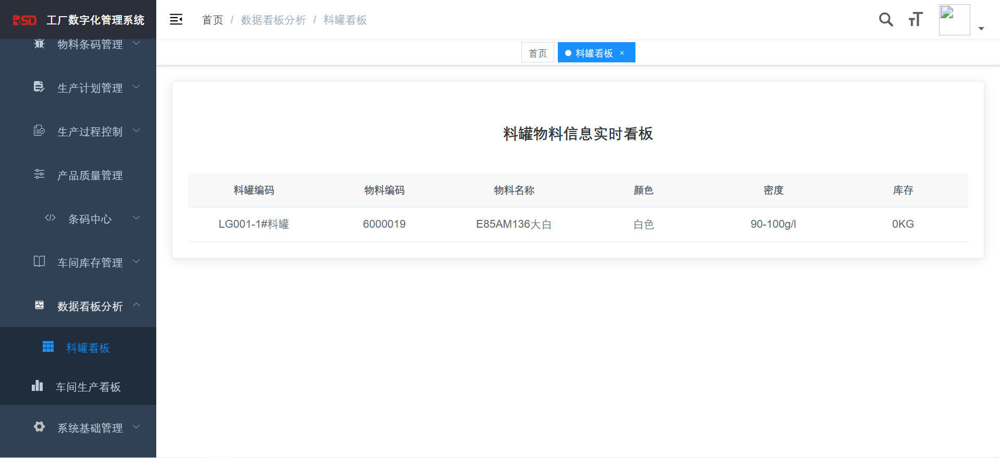 RSD 工厂数字化管理系统
首页 / 数据看板分析 / 料罐看板
首页
料罐看板 ×
物料条码管理
生产计划管理
生产过程控制
产品质量管理
条码中心
车间库存管理
数据看板分析
料罐看板
车间生产看板
系统基础管理
料罐物料信息实时看板
料罐编码 物料编码 物料名称 颜色 密度 库存
LG001-1#料罐 6000019 E85AM136大白 白色 90-100g/l 0KG